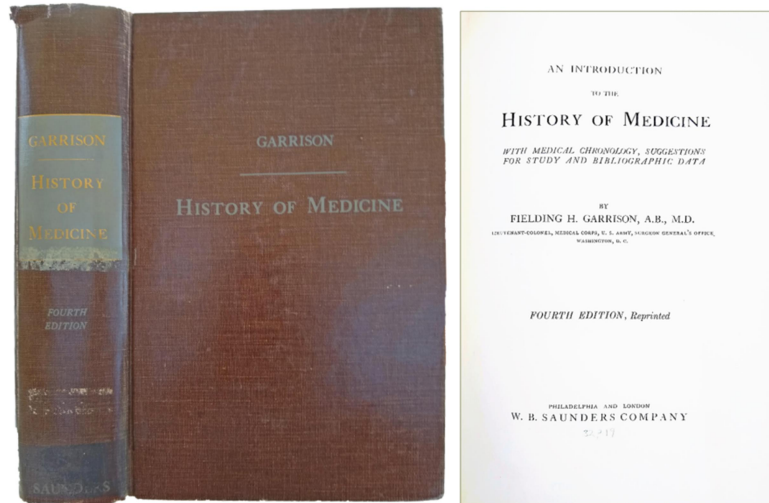 GARRISON
HISTORY
OF
MEDICINE
FOURTH
EDITION
SAUNDERS
GARRISON
HISTORY OF MEDICINE
AN INTRODUCTION
TO THE
HISTORY OF MEDICINE
WITH MEDICAL CHRONOLOGY, SUGGESTIONS
FOR STUDY AND BIBLIOGRAPHIC DATA
BY
FIELDING H. GARRISON, A.B., M.D.
LIEUTENANT-COLONEL, MEDICAL CORPS, U. S. ARMY, SURGEON GENERAL'S OFFICE,
WASHINGTON, D. C.
FOURTH EDITION, Reprinted
PHILADELPHIA AND LONDON
W. B. SAUNDERS COMPANY